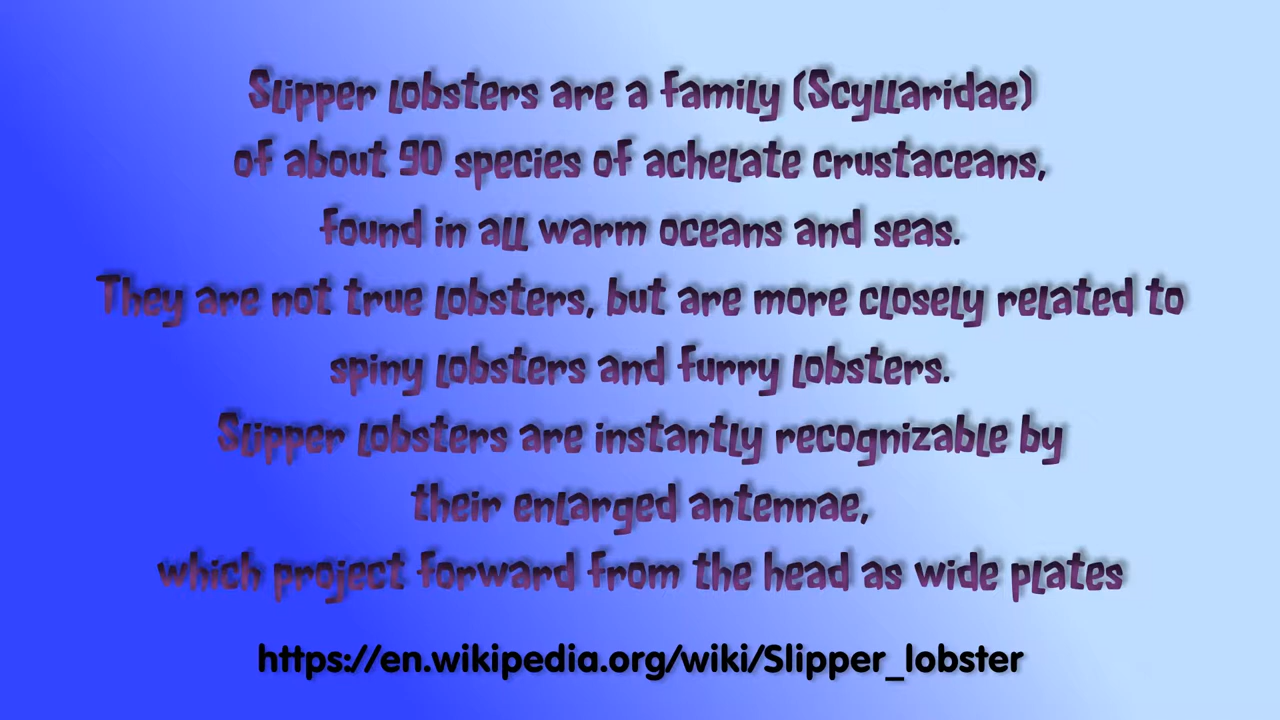 Slipper lobsters are a family (Scyllaridae)
of about 90 species of achelate crustaceans,
found in all warm oceans and seas.
They are not true lobsters, but are more closely related to
spiny lobsters and furry lobsters.
Slipper lobsters are instantly recognizable by
their enlarged antennae,
which project forward from the head as wide plates
https://en.wikipedia.org/wiki/Slipper_lobster